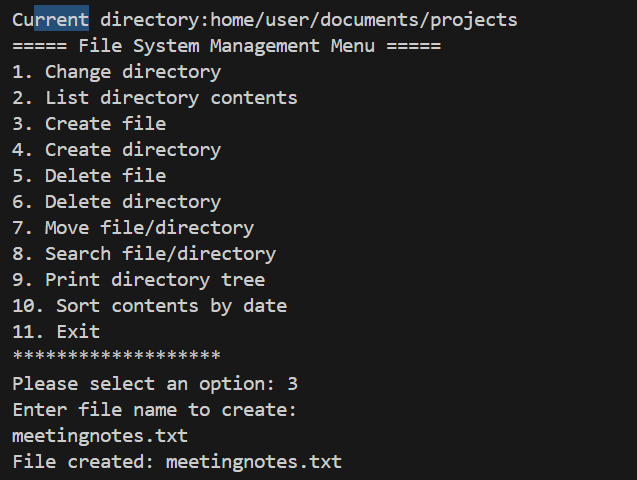 Current directory:home/user/documents/projects
===== File System Management Menu =====
1. Change directory
2. List directory contents
3. Create file
4. Create directory
5. Delete file
6. Delete directory
7. Move file/directory
8. Search file/directory
9. Print directory tree
10. Sort contents by date
11. Exit
*******************
Please select an option: 3
Enter file name to create:
meetingnotes.txt
File created: meetingnotes.txt